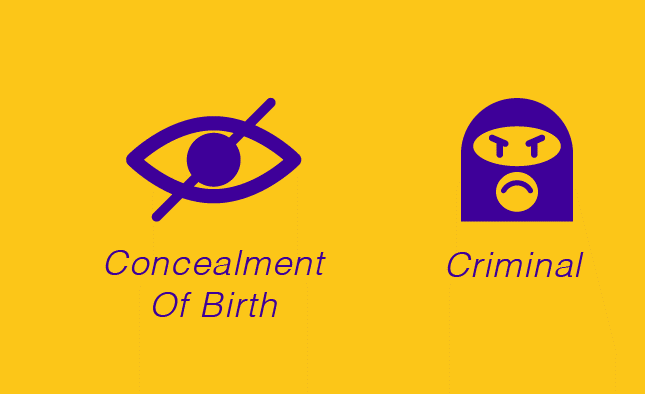 Concealment
Of Birth
Criminal